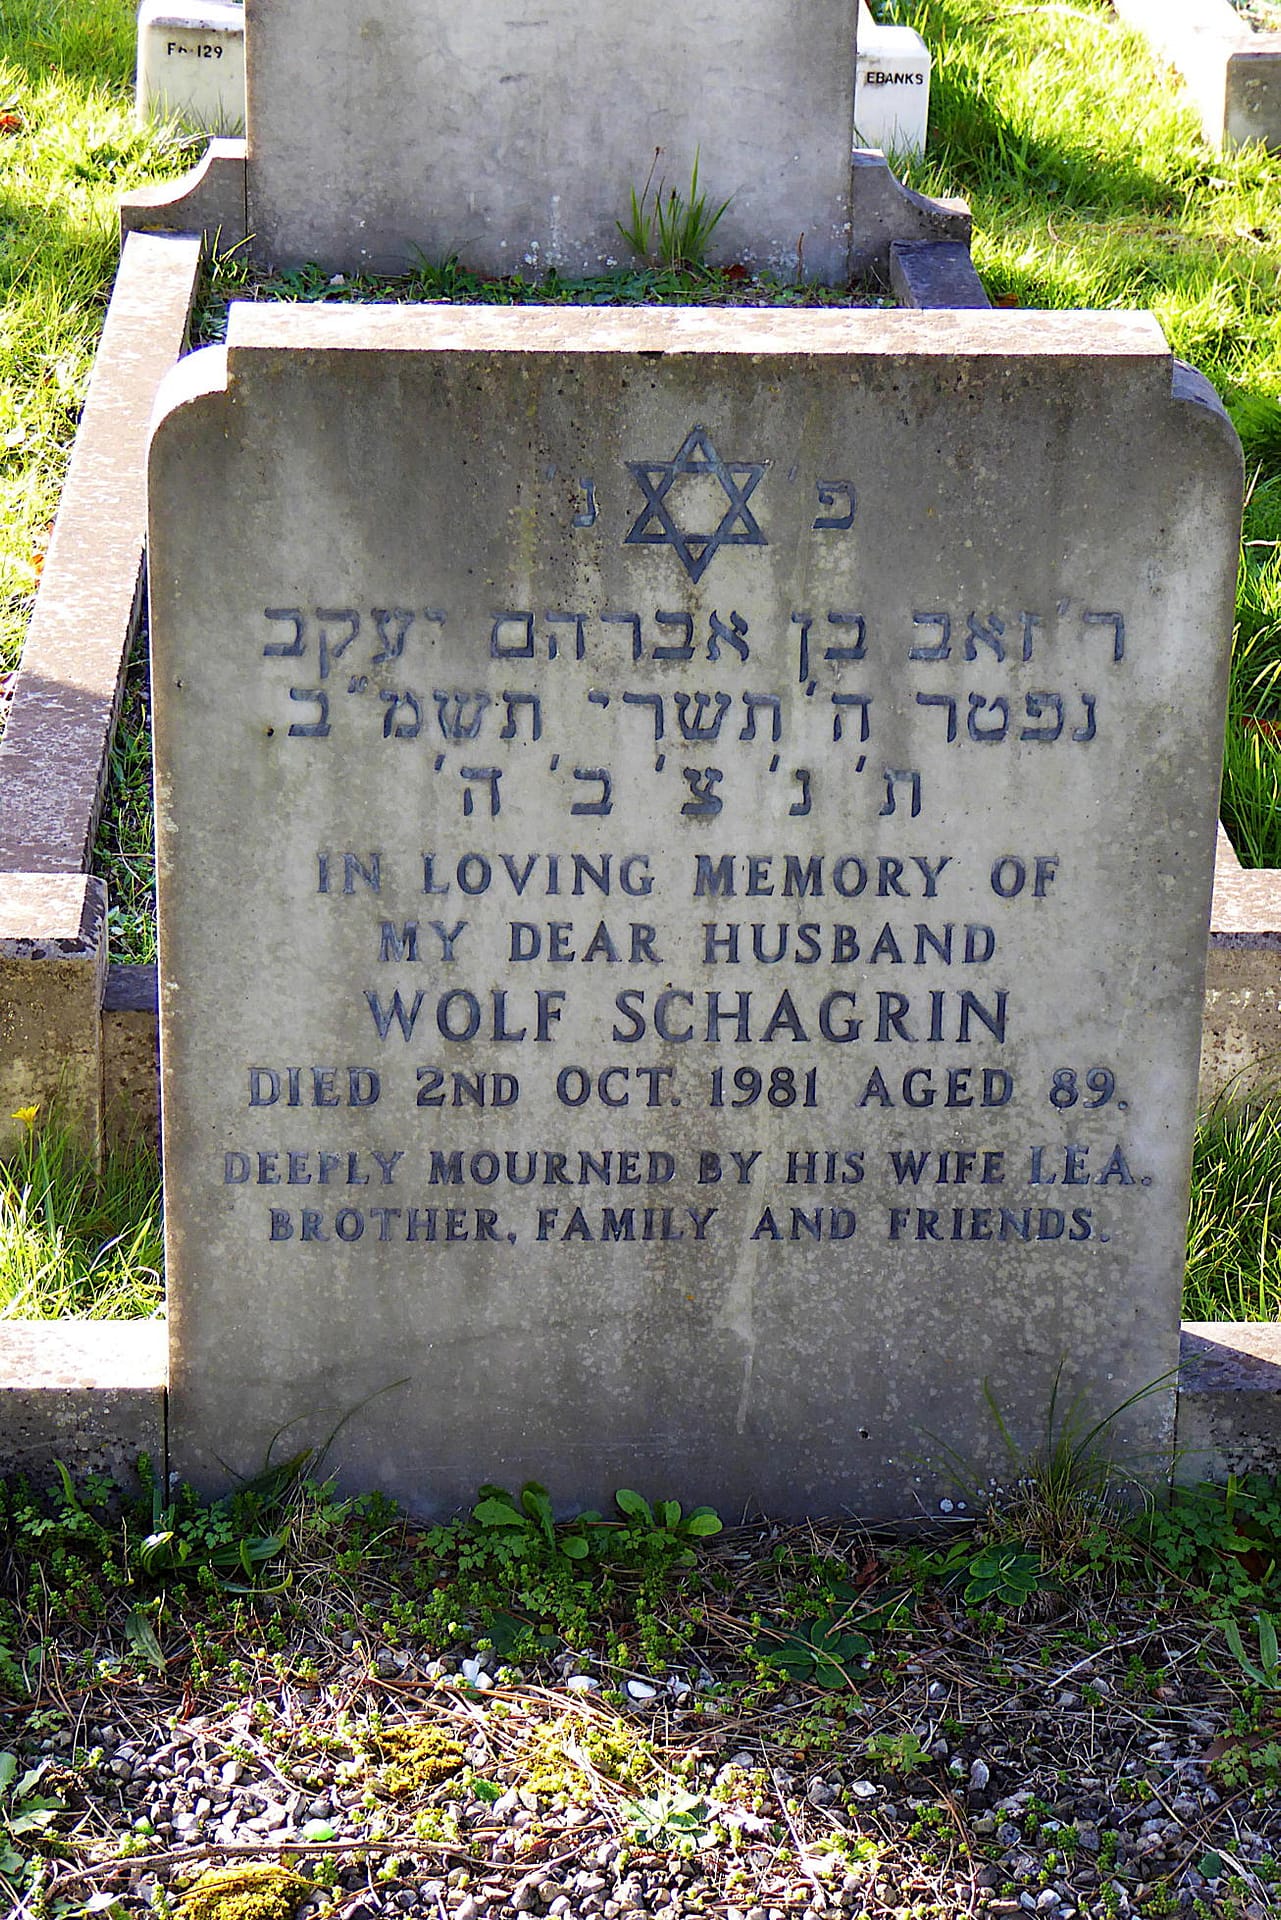 FA 129
EBANKS
פ' נ'
ר' זאב בן אברהם יעקב
נפטר ה' תשרי תשמ"ב
ת' נ' צ' ב' ה'
IN LOVING MEMORY OF
MY DEAR HUSBAND
WOLF SCHAGRIN
DIED 2ND OCT. 1981 AGED 89.
DEEPLY MOURNED BY HIS WIFE LEA.
BROTHER, FAMILY AND FRIENDS.